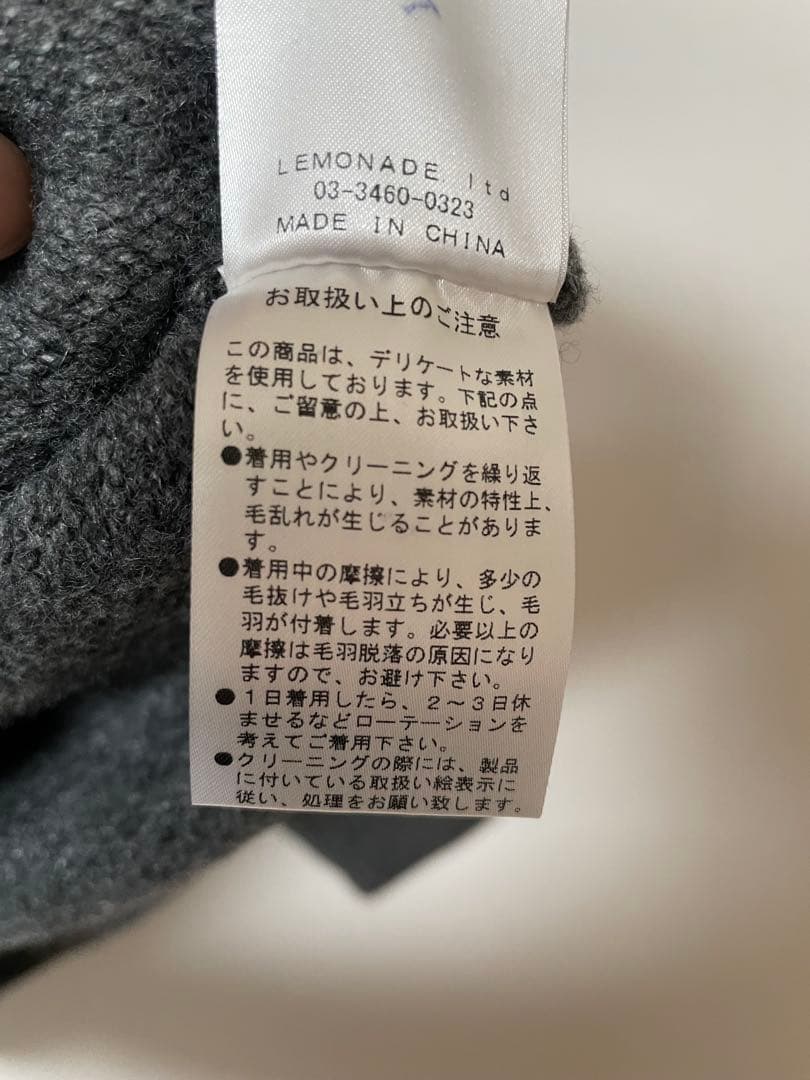 LEMONADE ltd
03-3460-0323
MADE IN CHINA
お取扱い上のご注意
この商品は、デリケートな素材
を使用しております。下記の点
に、ご留意の上、お取扱い下さ
い。
●着用やクリーニングを繰り返
すことにより、素材の特性上、
毛乱れが生じることがありま
す。
●着用中の摩擦により、多少の
毛抜けや毛羽立ちが生じ、毛
羽が付着します。必要以上の
摩擦は毛羽脱落の原因になり
ますので、お避け下さい。
●1日着用したら、2～3日休
ませるなどローテーションを
考えてご着用下さい。
●クリーニングの際には、製品
に付いている取扱い絵表示に
従い、処理をお願い致します。